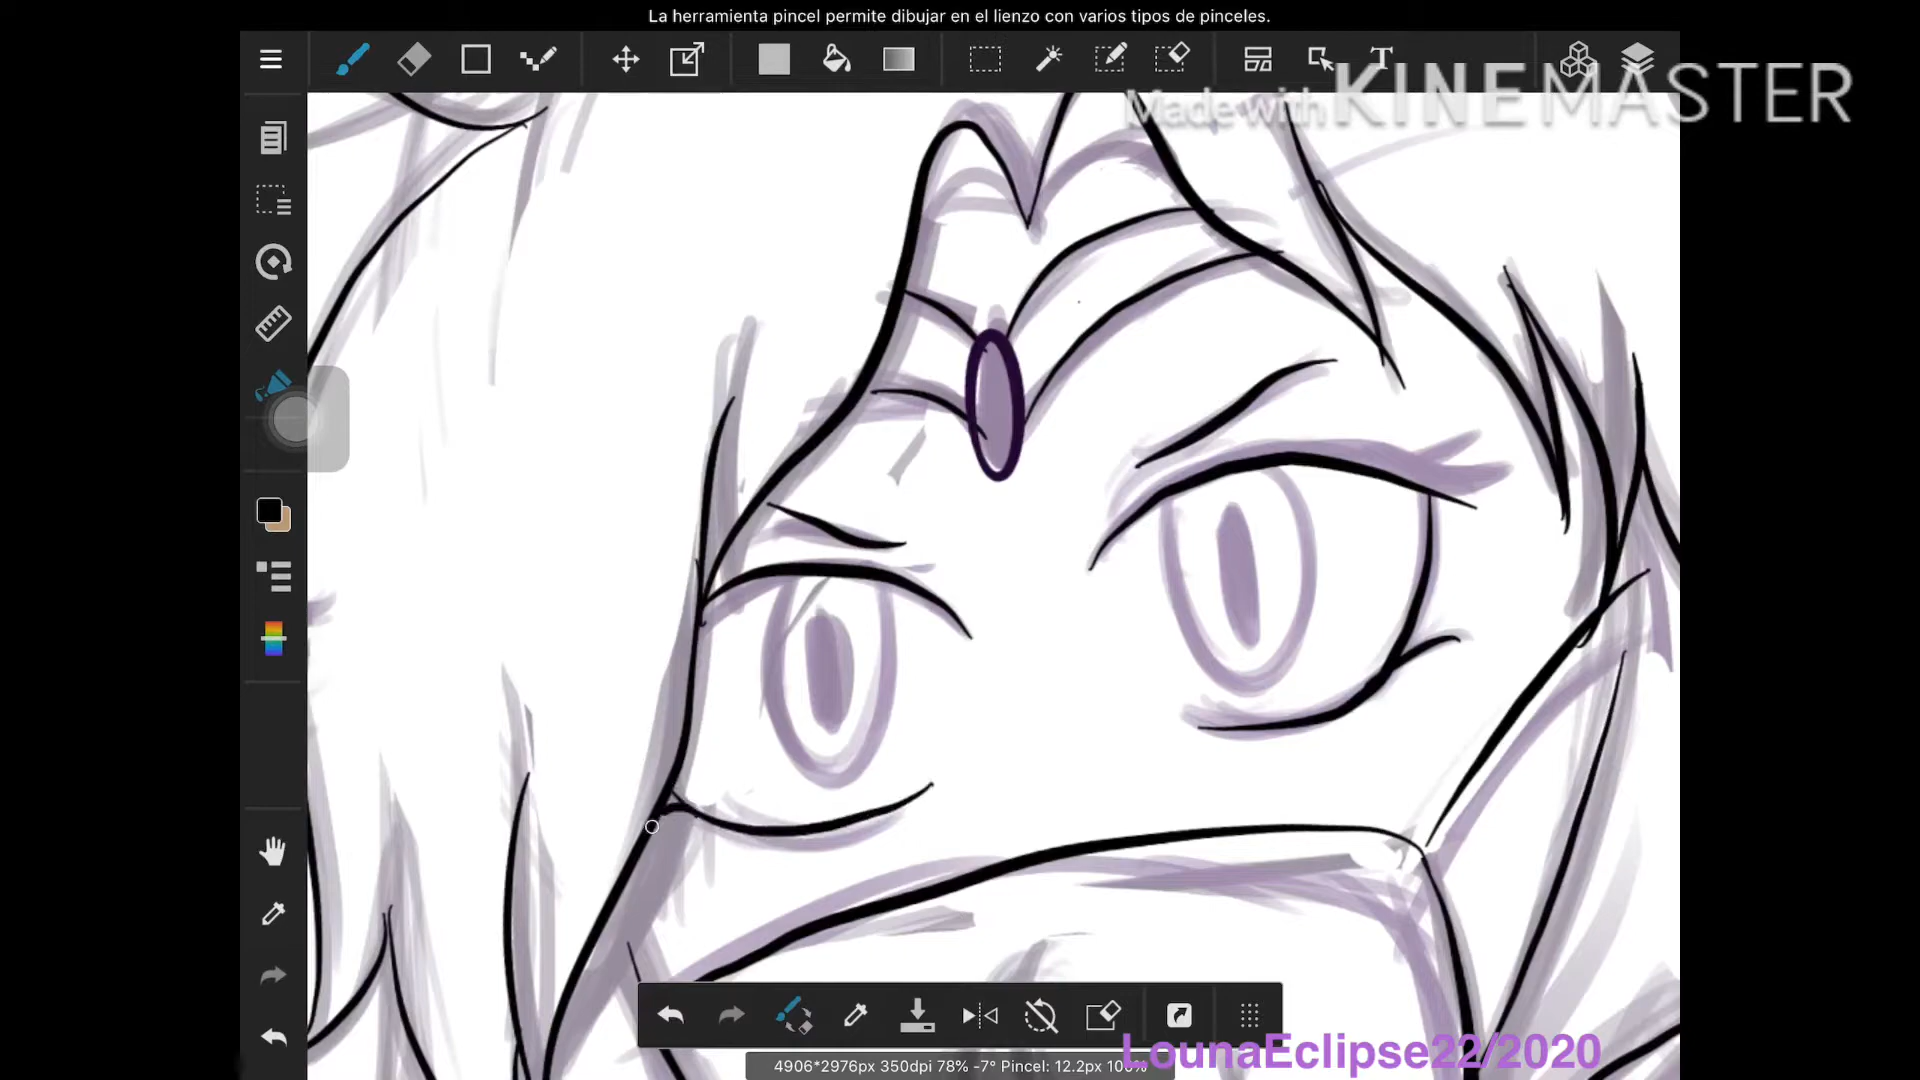 La herramienta pincel permite dibujar en el lienzo con varios tipos de pinceles.
T
Made with KINEMASTER
LounaEclipse22/2020
4906*2976px 350dpi 78% -7° Pincel: 12.2px 100%